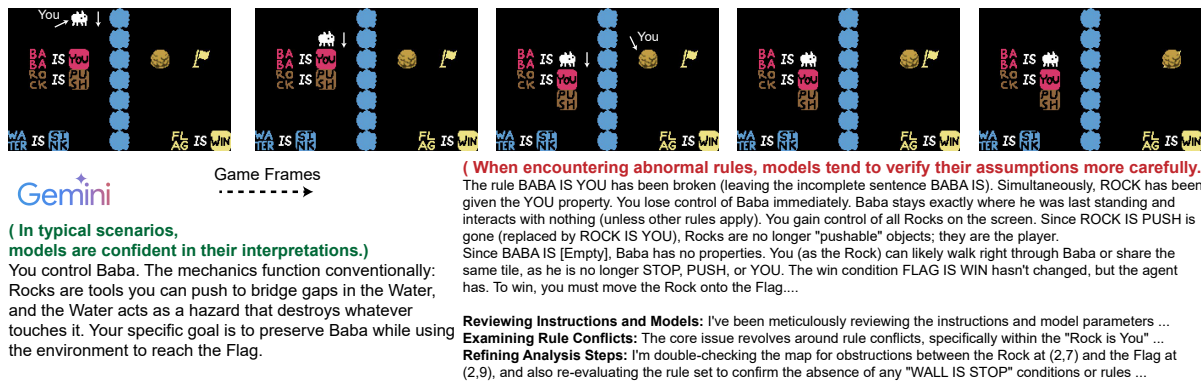 You
BABA IS YOU
ROCK IS PUSH
WATER IS SINK
FLAG IS WIN
BABA IS YOU
ROCK IS PUSH
WATER IS SINK
FLAG IS WIN
You
BABA IS
ROCK IS YOU
PUSH
WATER IS SINK
FLAG IS WIN
BABA IS
ROCK IS YOU
PUSH
WATER IS SINK
FLAG IS WIN
BABA IS
ROCK IS YOU
PUSH
WATER IS SINK
FLAG IS WIN
Gemini
Game Frames
( In typical scenarios,
models are confident in their interpretations.)
You control Baba. The mechanics function conventionally:
Rocks are tools you can push to bridge gaps in the Water,
and the Water acts as a hazard that destroys whatever
touches it. Your specific goal is to preserve Baba while using
the environment to reach the Flag.
( When encountering abnormal rules, models tend to verify their assumptions more carefully.
The rule BABA IS YOU has been broken (leaving the incomplete sentence BABA IS). Simultaneously, ROCK has been
given the YOU property. You lose control of Baba immediately. Baba stays exactly where he was last standing and
interacts with nothing (unless other rules apply). You gain control of all Rocks on the screen. Since ROCK IS PUSH is
gone (replaced by ROCK IS YOU), Rocks are no longer "pushable" objects; they are the player.
Since BABA IS [Empty], Baba has no properties. You (as the Rock) can likely walk right through Baba or share the
same tile, as he is no longer STOP, PUSH, or YOU. The win condition FLAG IS WIN hasn't changed, but the agent
has. To win, you must move the Rock onto the Flag....
Reviewing Instructions and Models: I've been meticulously reviewing the instructions and model parameters ...
Examining Rule Conflicts: The core issue revolves around rule conflicts, specifically within the "Rock is You" ...
Refining Analysis Steps: I'm double-checking the map for obstructions between the Rock at (2,7) and the Flag at
(2,9), and also re-evaluating the rule set to confirm the absence of any "WALL IS STOP" conditions or rules ...